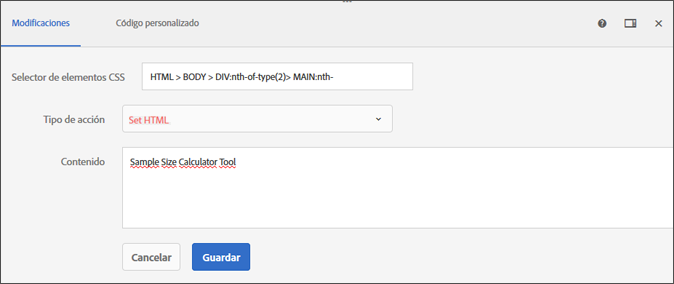 Modificaciones Código personalizado
Selector de elementos CSS HTML > BODY > DIV:nth-of-type(2)> MAIN:nth-
Tipo de acción Set HTML
Contenido Sample Size Calculator Tool
Cancelar Guardar